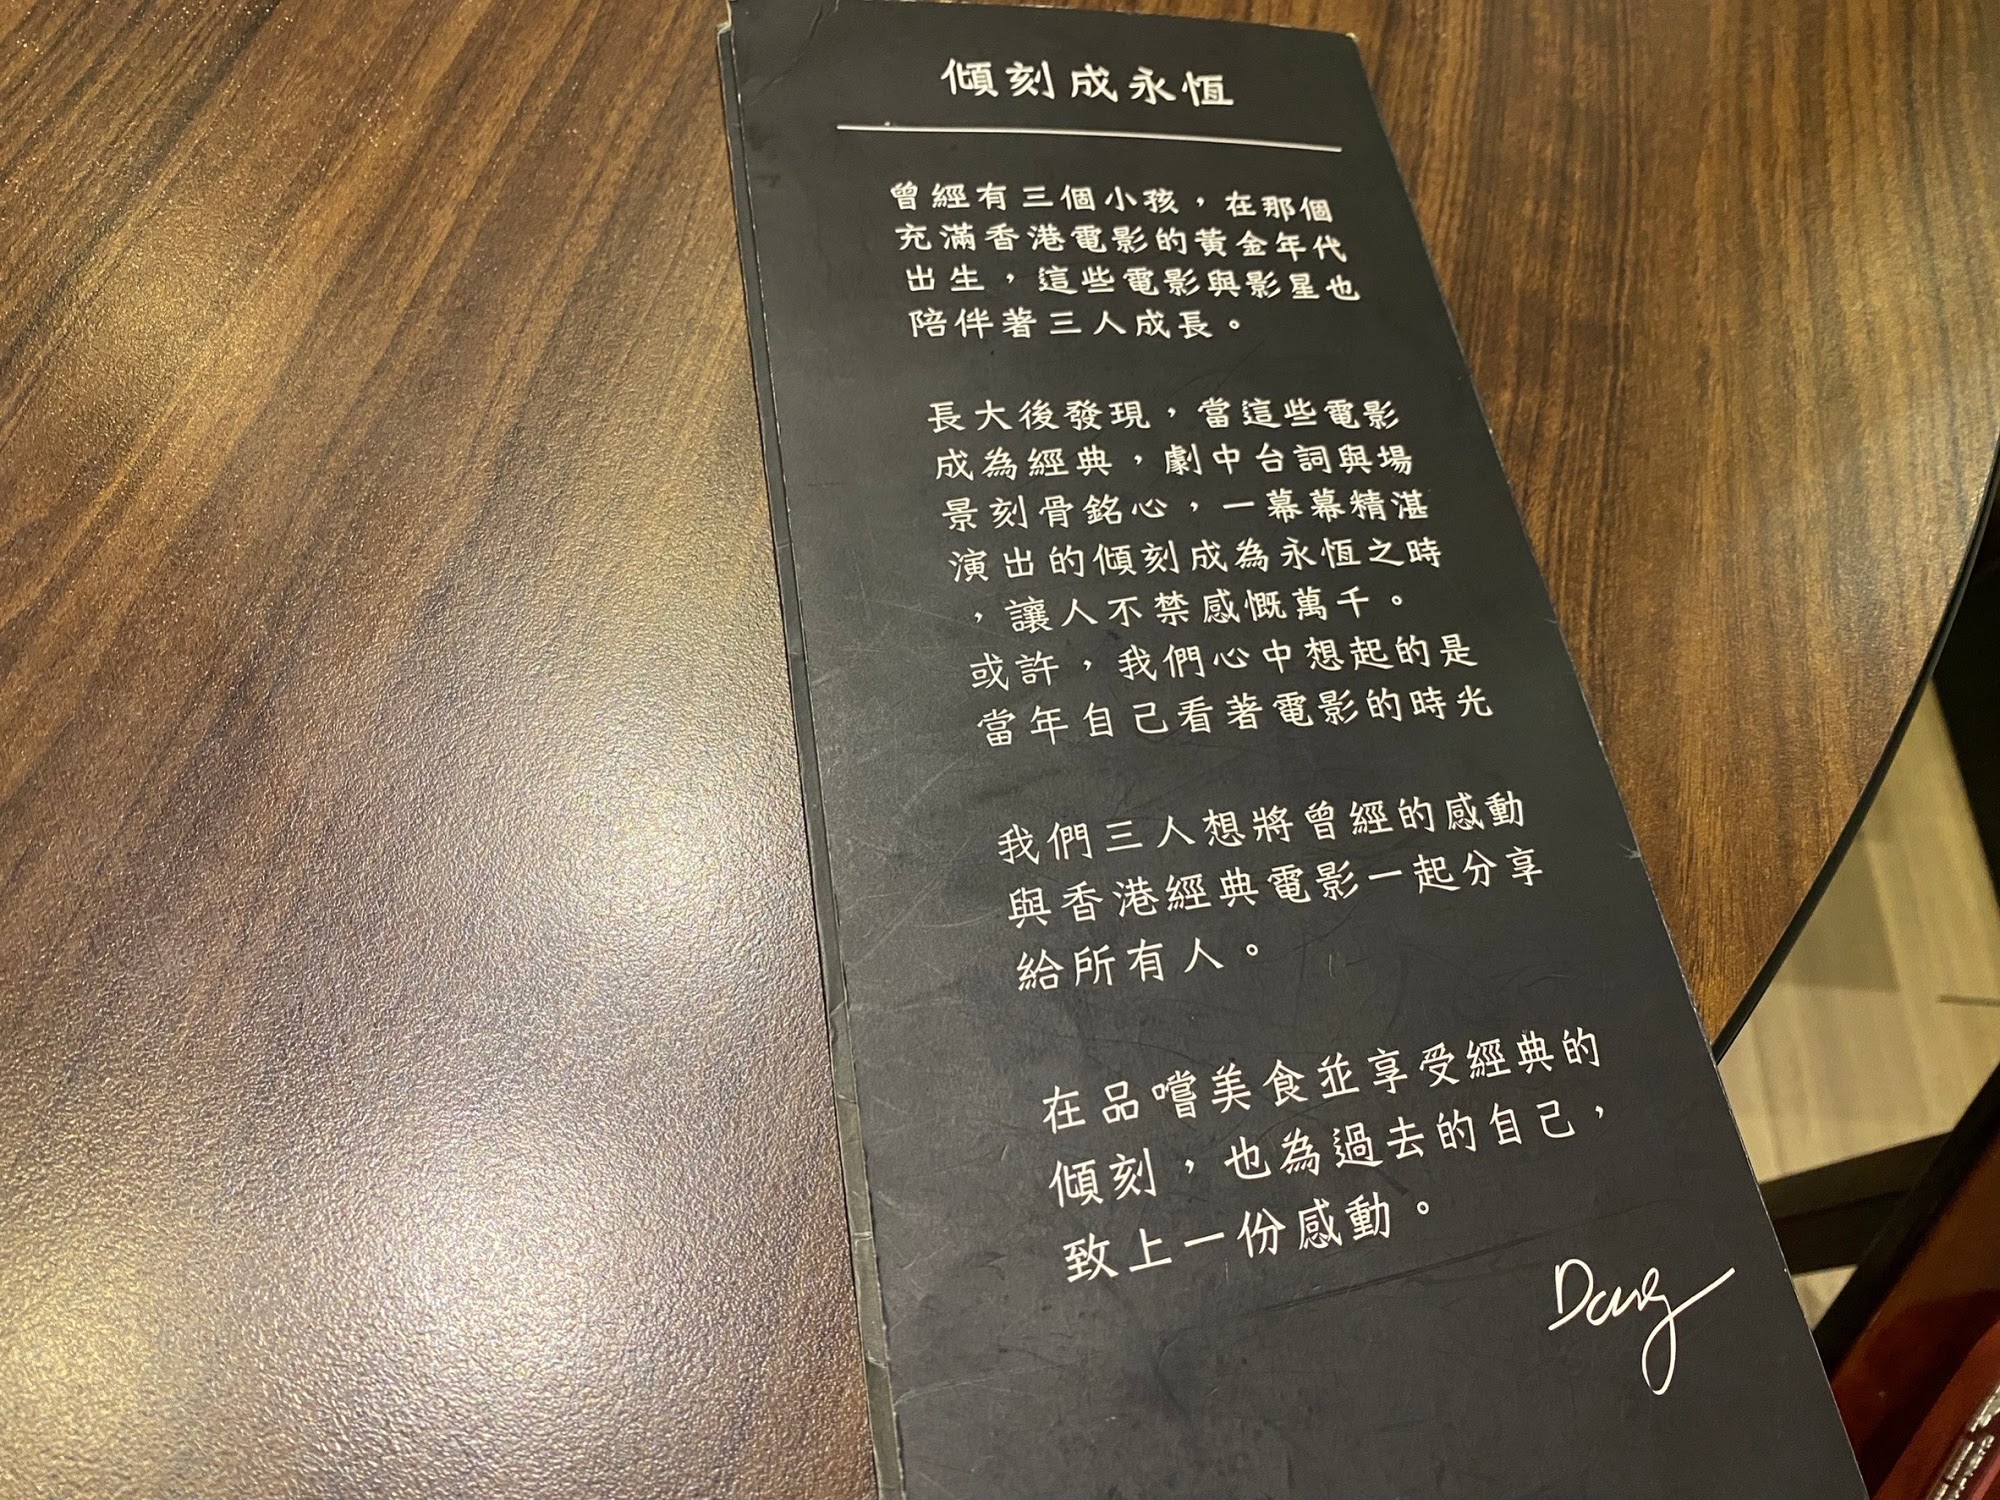 傾刻成永恆
曾經有三個小孩，在那個
充滿香港電影的黃金年代
出生，這些電影與影星也
陪伴著三人成長。
長大後發現，當這些電影
成為經典，劇中台詞與場
景刻骨銘心，一幕幕精湛
演出的傾刻成為永恆之時
，讓人不禁感慨萬千。
或許，我們心中想起的是
當年自己看著電影的時光
我們三人想將曾經的感動
與香港經典電影一起分享
給所有人。
在品嚐美食並享受經典的
傾刻，也為過去的自己，
致上一份感動。